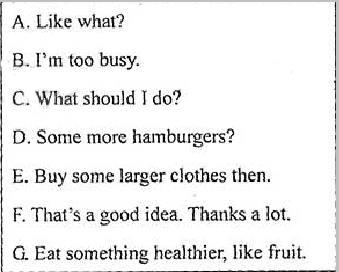 A. Like what?
B. I'm too busy.
C. What should I do?
D. Some more hamburgers?
E. Buy some larger clothes then.
F. That's a good idea. Thanks a lot.
G. Eat something healthier, like fruit.